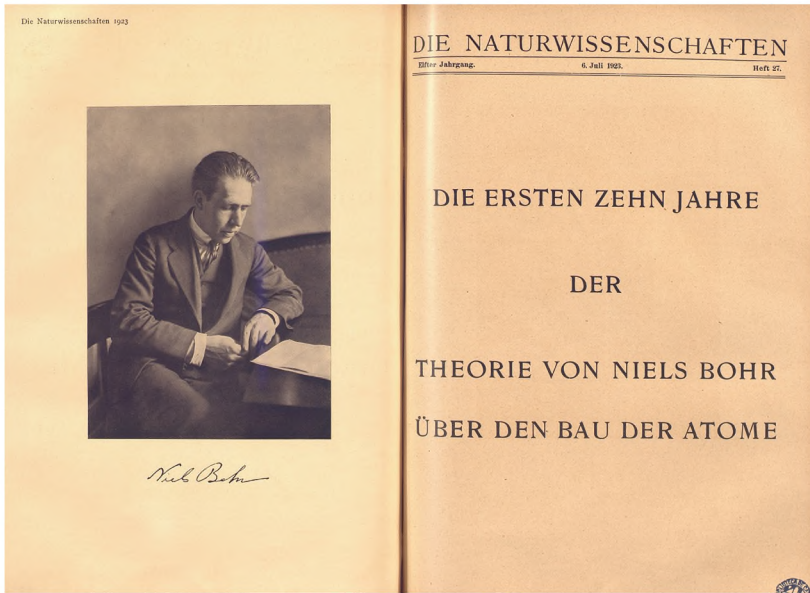 Die Naturwissenschaften 1923
Niels Bohr
DIE NATURWISSENSCHAFTEN
Elfter Jahrgang. 6. Juli 1923. Heft 27.
DIE ERSTEN ZEHN JAHRE
DER
THEORIE VON NIELS BOHR
ÜBER DEN BAU DER ATOME